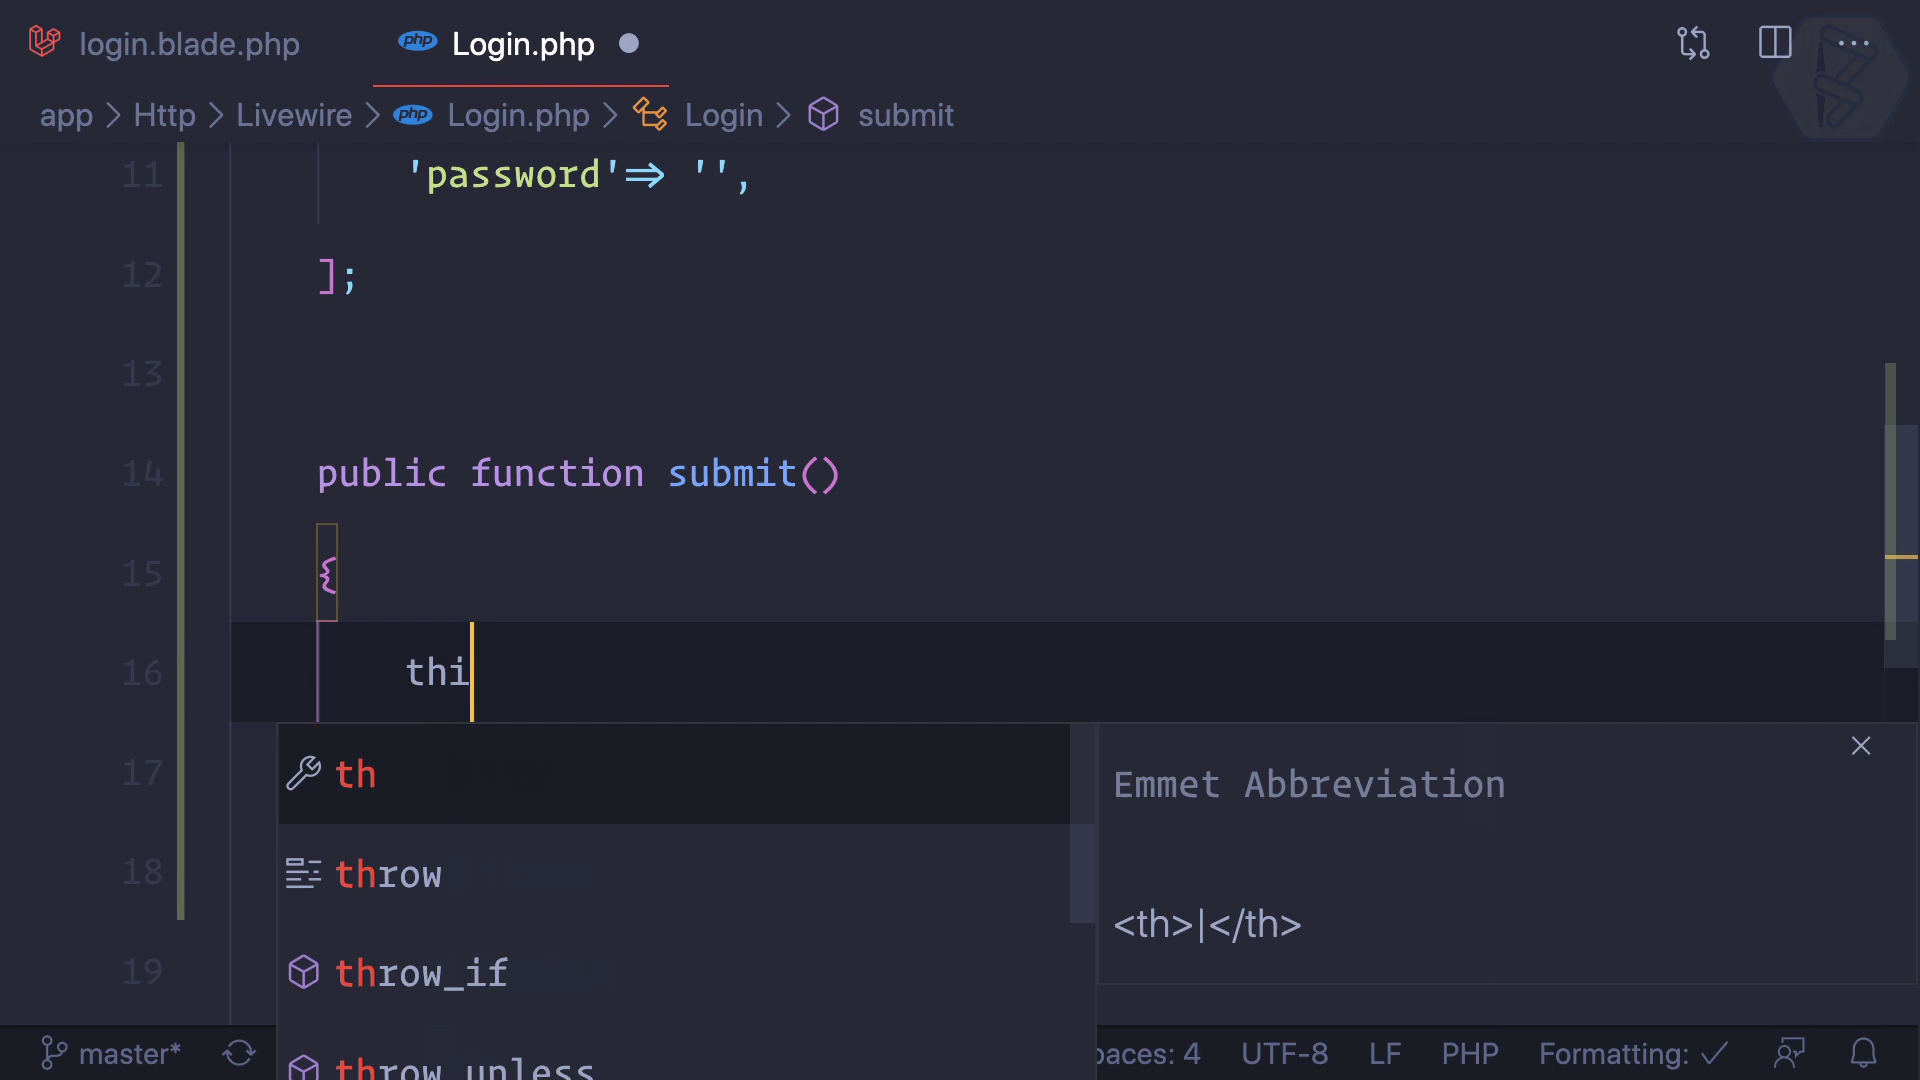 login.blade.php
php Login.php
app > Http > Livewire > php Login.php > Login > submit
11 'password'=> '',
12 ];
13
14 public function submit()
15 {
16 thi
17
18
19
th
throw
throw_if
throw_unless
Emmet Abbreviation
<th>|</th>
master*
paces: 4 UTF-8 LF PHP Formatting: ✓